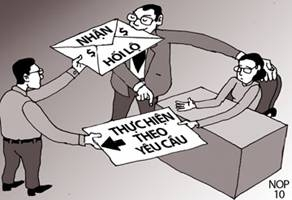 NHẬN
$ $
HỐI LỘ
THỰC HIỆN
THEO
YÊU CẦU
NOP
10